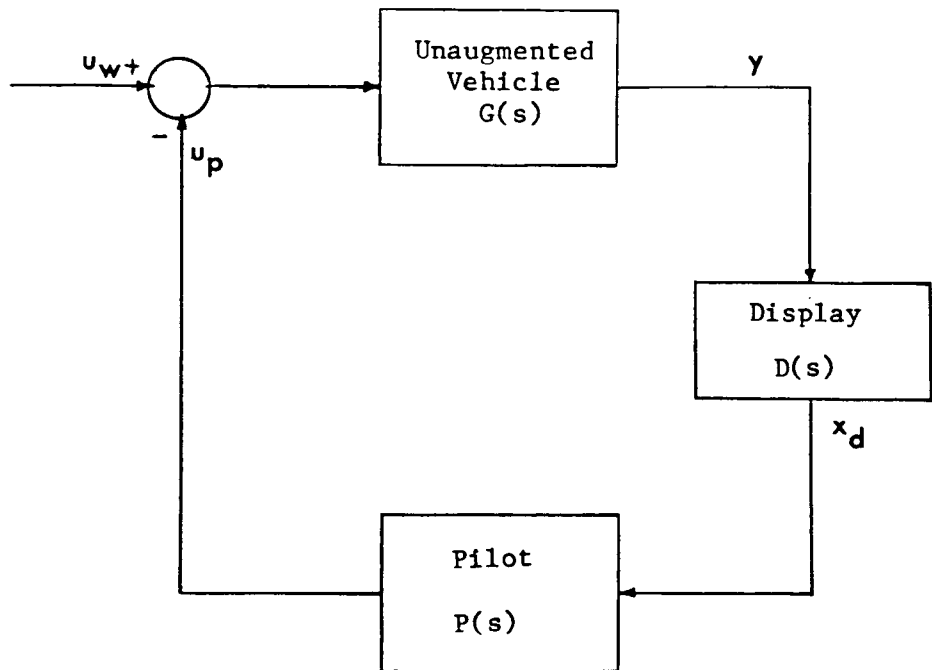 Unaugmented
Vehicle
G(s)
u_w +
y
- u_p
Display
D(s)
x_d
Pilot
P(s)